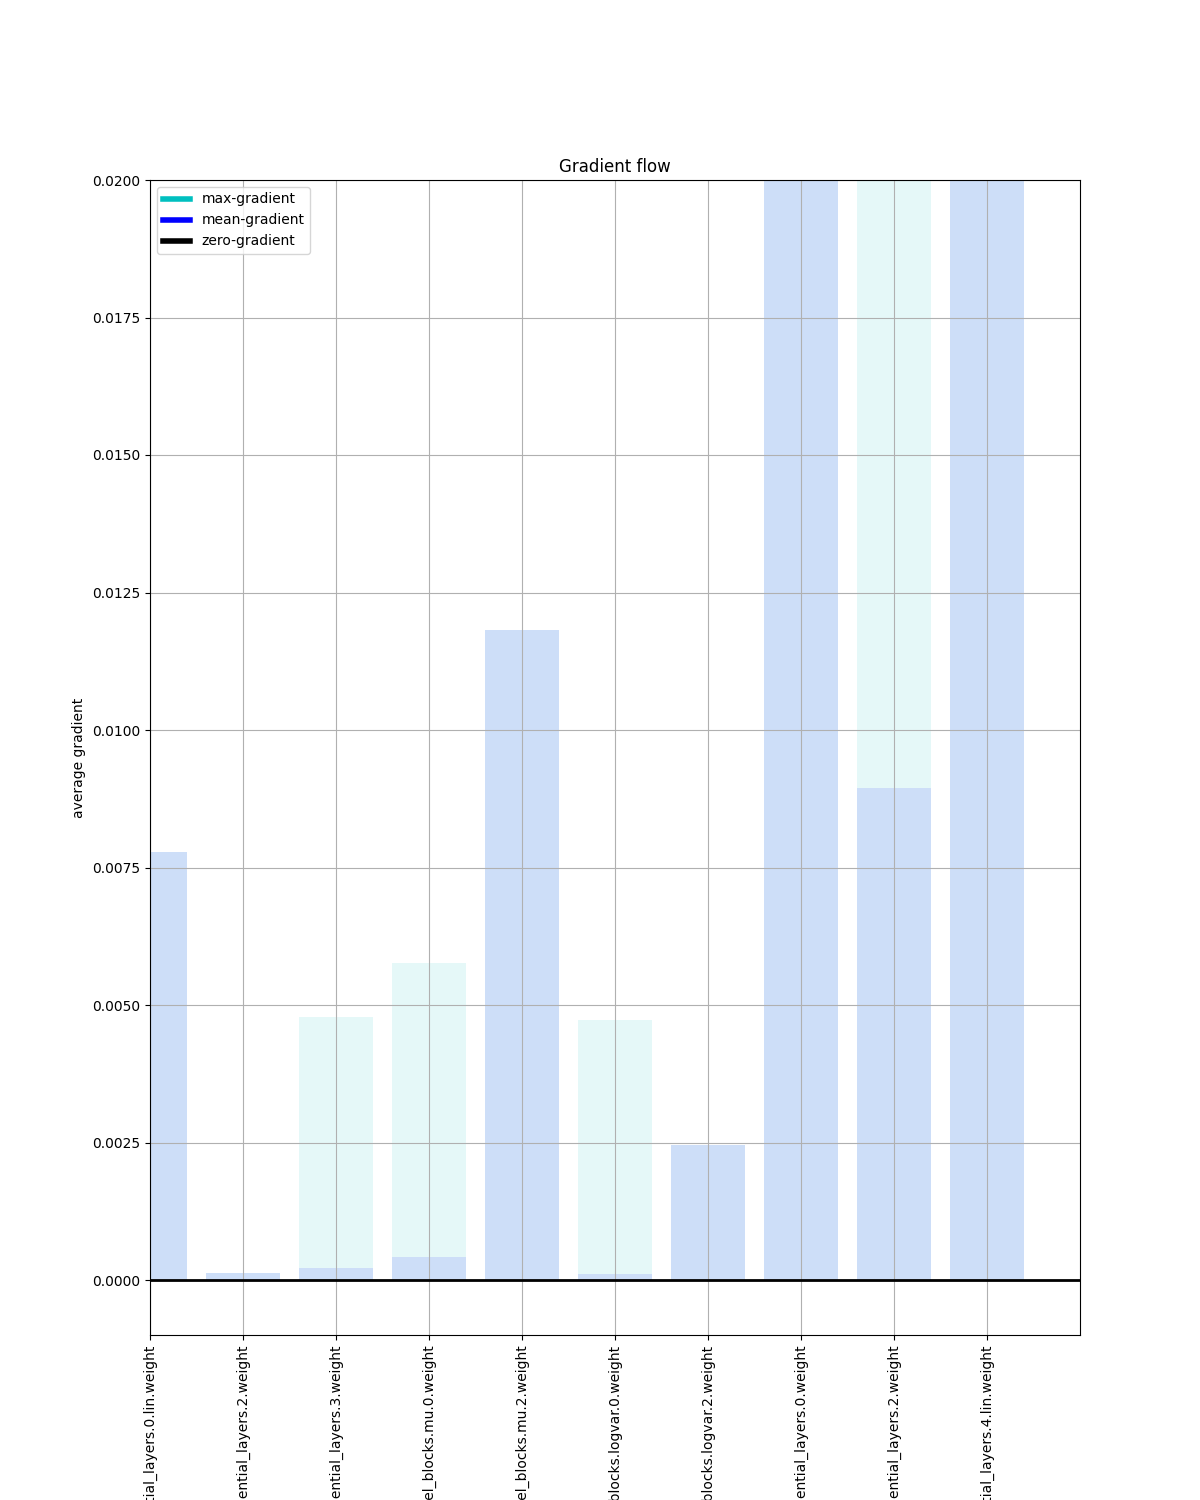 Gradient flow
max-gradient
mean-gradient
zero-gradient
average gradient
0.0200
0.0175
0.0150
0.0125
0.0100
0.0075
0.0050
0.0025
0.0000
tial_layers.0.lin.weight
ential_layers.2.weight
ential_layers.3.weight
el_blocks.mu.0.weight
el_blocks.mu.2.weight
blocks.logvar.0.weight
blocks.logvar.2.weight
ential_layers.0.weight
ential_layers.2.weight
tial_layers.4.lin.weight